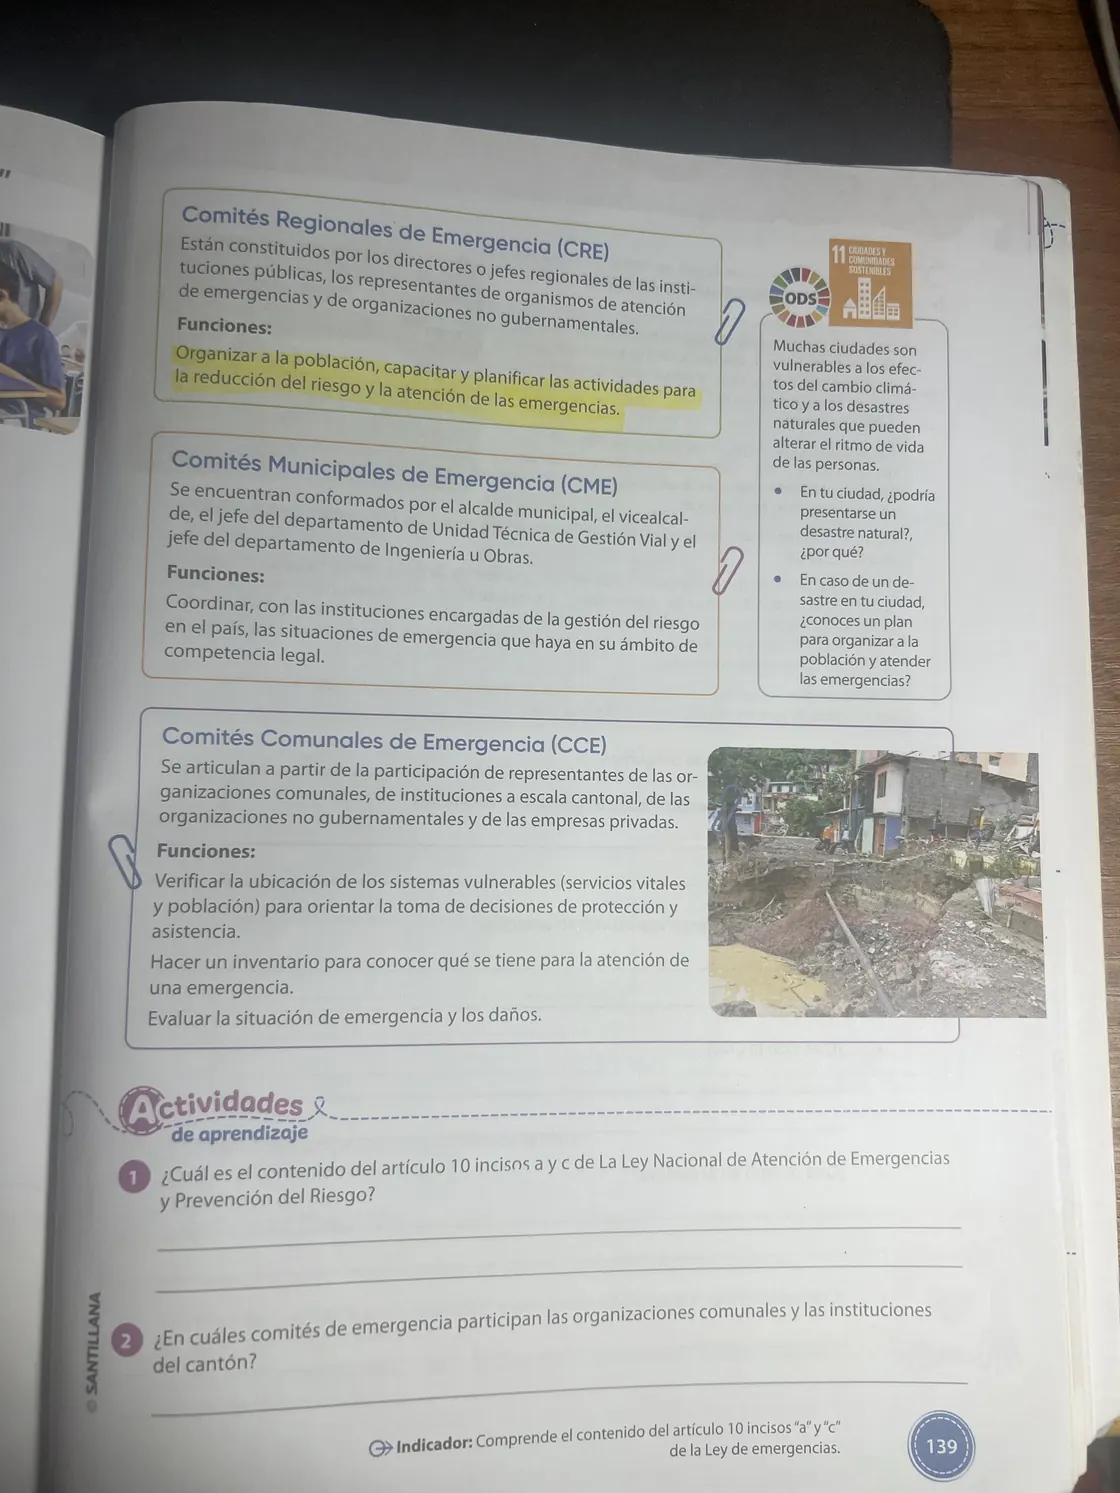 Comités Regionales de Emergencia (CRE)
Están constituidos por los directores o jefes regionales de las insti-
tuciones públicas, los representantes de organismos de atención
de emergencias y de organizaciones no gubernamentales.
Funciones:
Organizar a la población, capacitar y planificar las actividades para
la reducción del riesgo y la atención de las emergencias.
Comités Municipales de Emergencia (CME)
Se encuentran conformados por el alcalde municipal, el vicealcal-
de, el jefe del departamento de Unidad Técnica de Gestión Vial y el
jefe del departamento de Ingeniería u Obras.
Funciones:
Coordinar, con las instituciones encargadas de la gestión del riesgo
en el país, las situaciones de emergencia que haya en su ámbito de
competencia legal.
11 CIUDADES Y
COMUNIDADES
SOSTENIBLES
ODS
Muchas ciudades son
vulnerables a los efec-
tos del cambio climá-
tico y a los desastres
naturales que pueden
alterar el ritmo de vida
de las personas.
• En tu ciudad, ¿podría
presentarse un
desastre natural?,
¿por qué?
• En caso de un de-
sastre en tu ciudad,
¿conoces un plan
para organizar a la
población y atender
las emergencias?
Comités Comunales de Emergencia (CCE)
Se articulan a partir de la participación de representantes de las or-
ganizaciones comunales, de instituciones a escala cantonal, de las
organizaciones no gubernamentales y de las empresas privadas.
Funciones:
Verificar la ubicación de los sistemas vulnerables (servicios vitales
y población) para orientar la toma de decisiones de protección y
asistencia.
Hacer un inventario para conocer qué se tiene para la atención de
una emergencia.
Evaluar la situación de emergencia y los daños.
Actividades
de aprendizaje
1 ¿Cuál es el contenido del artículo 10 incisos a y c de La Ley Nacional de Atención de Emergencias
y Prevención del Riesgo?
2 ¿En cuáles comités de emergencia participan las organizaciones comunales y las instituciones
del cantón?
© SANTILLANA
Indicador: Comprende el contenido del artículo 10 incisos "a" y "c"
de la Ley de emergencias.
139